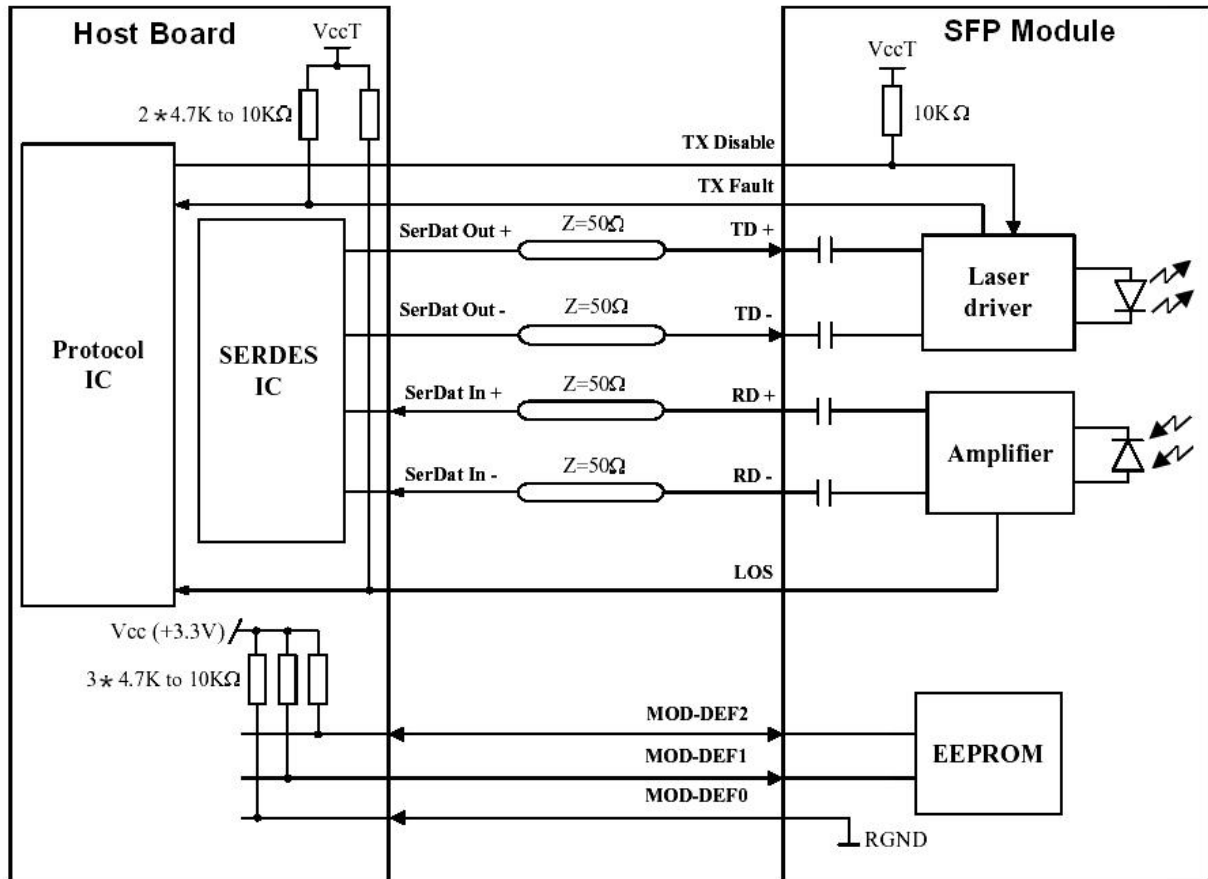 Host Board
SFP Module
VccT
VccT
2*4.7K to 10KΩ
10KΩ
TX Disable
TX Fault
SerDat Out +
Z=50Ω
TD +
SerDat Out -
Z=50Ω
TD -
Laser
driver
Protocol
IC
SERDES
IC
SerDat In +
Z=50Ω
RD +
SerDat In -
Z=50Ω
RD -
Amplifier
LOS
Vcc (+3.3V)
3*4.7K to 10KΩ
MOD-DEF2
MOD-DEF1
MOD-DEF0
EEPROM
RGND